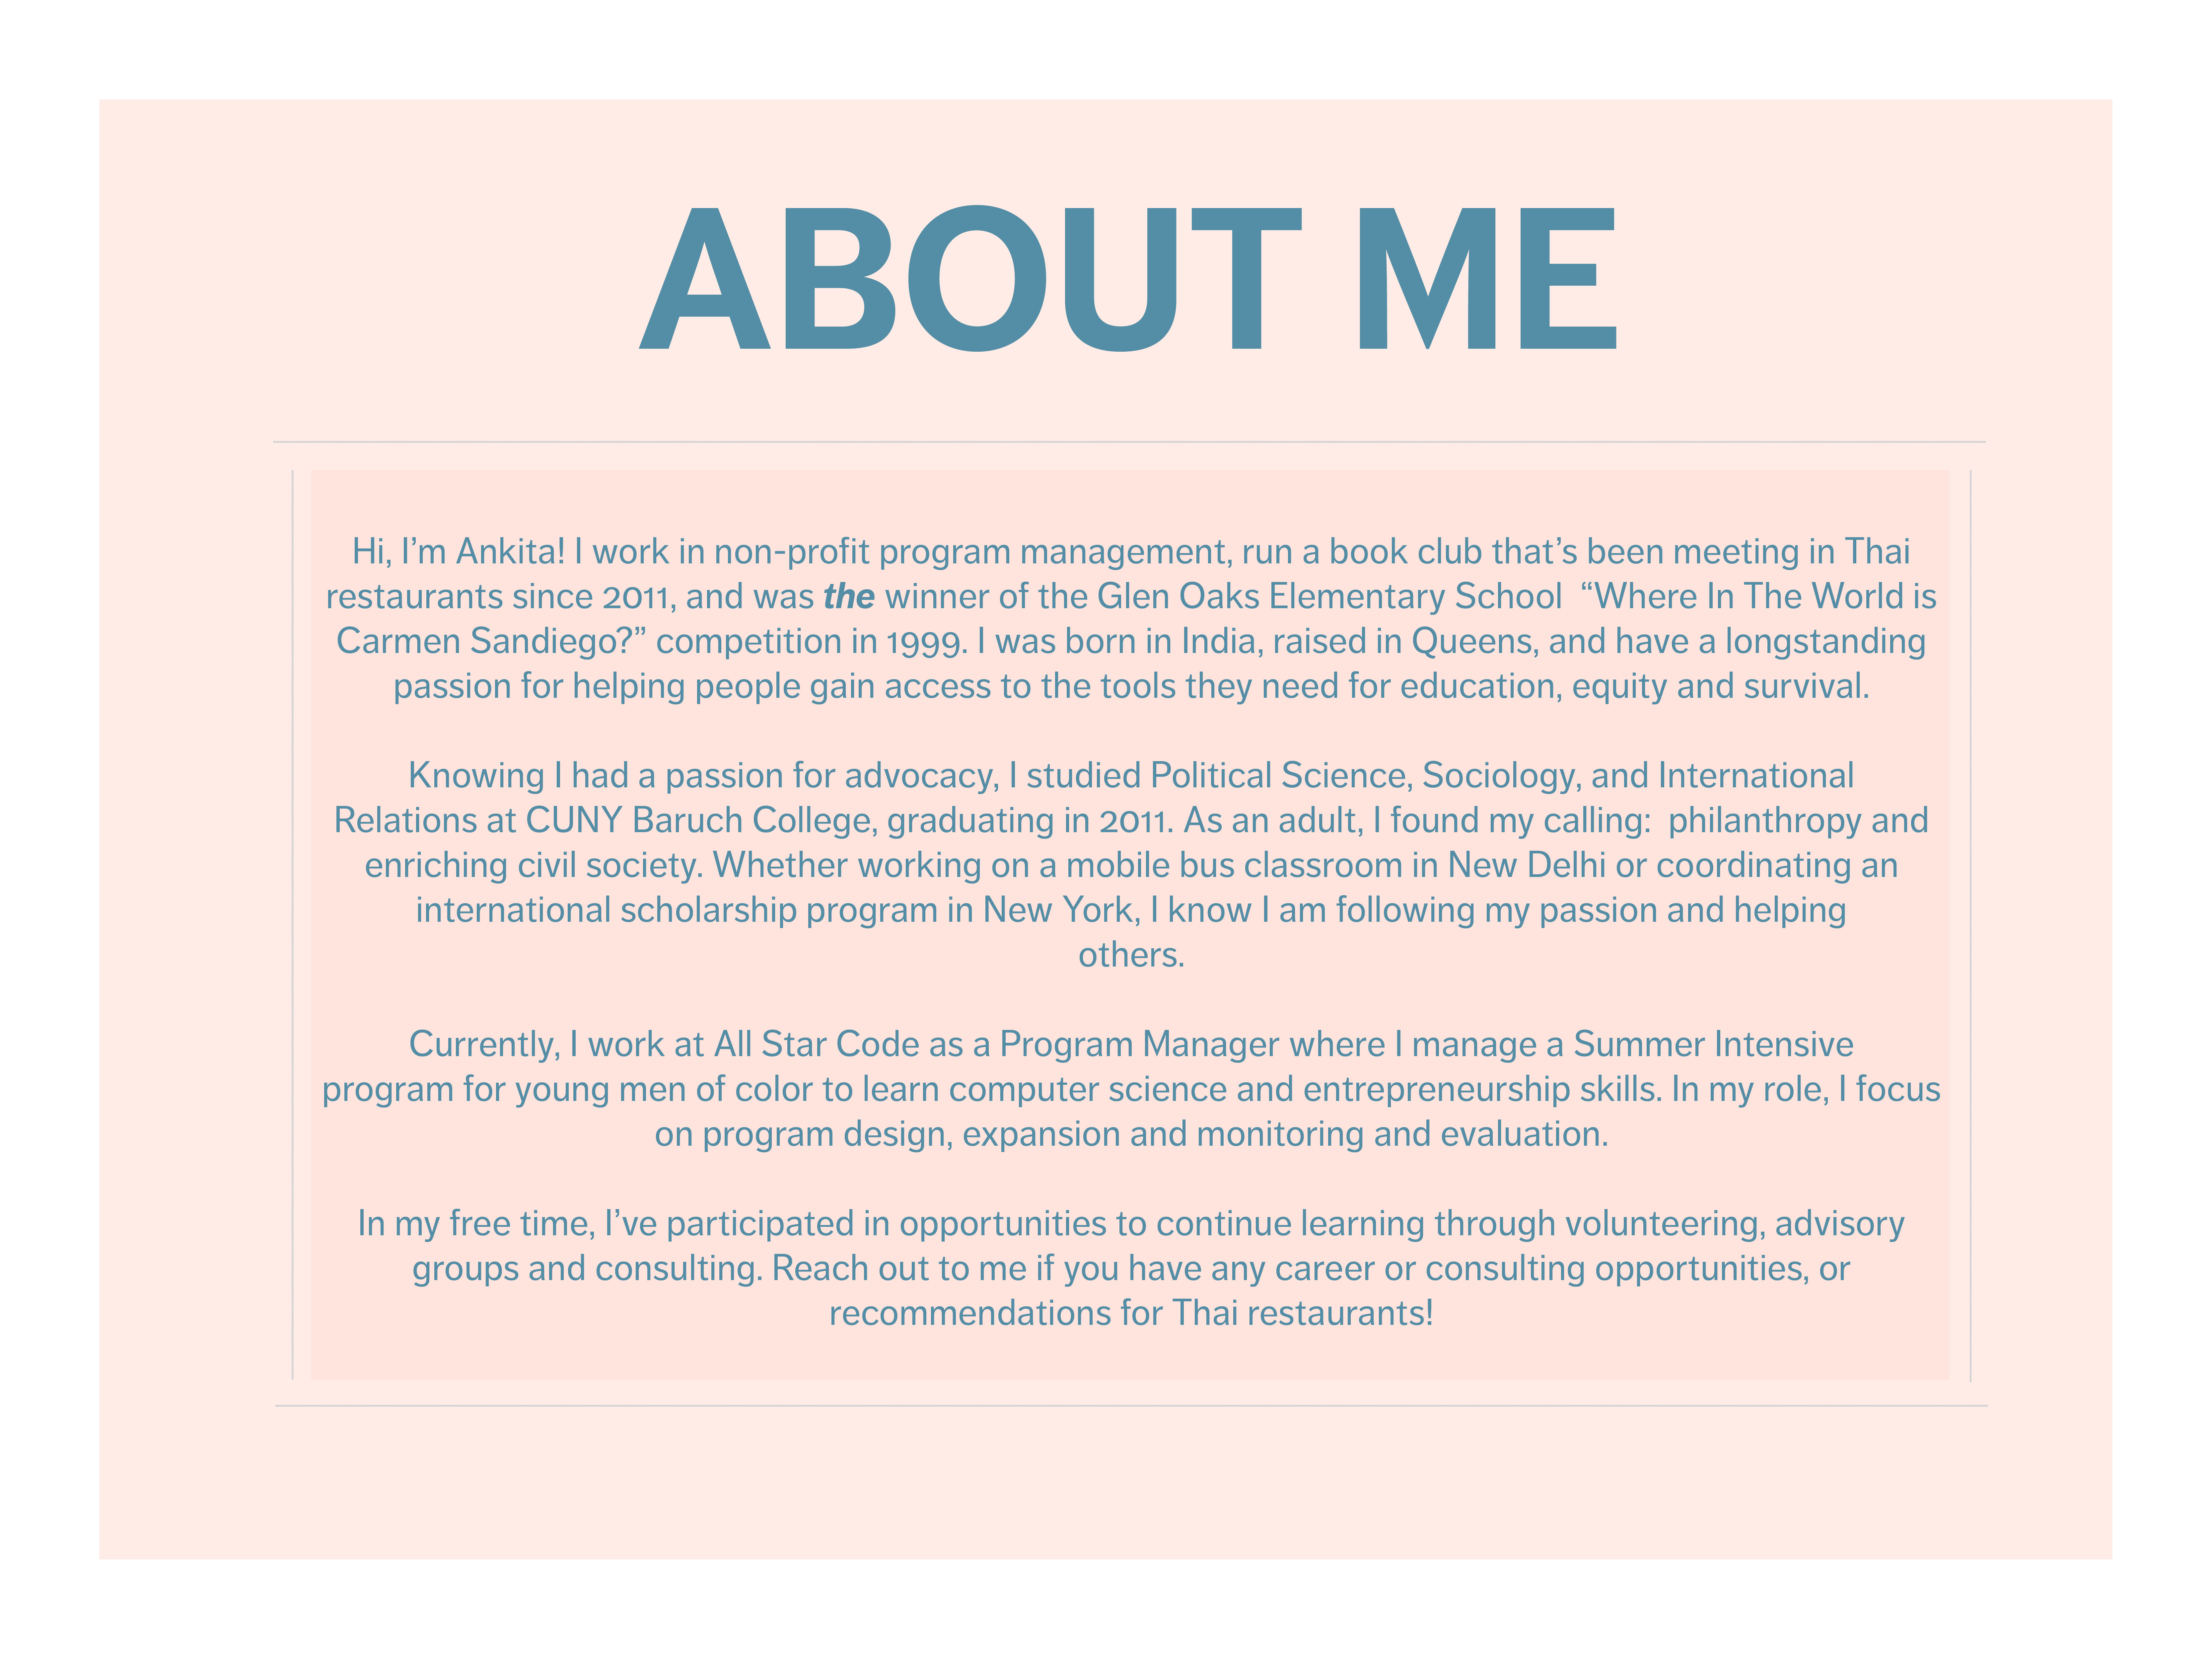 ABOUT ME
Hi, I’m Ankita! I work in non-profit program management, run a book club that’s been meeting in Thai
restaurants since 2011, and was the winner of the Glen Oaks Elementary School  “Where In The World is
Carmen Sandiego?” competition in 1999. I was born in India, raised in Queens, and have a longstanding
passion for helping people gain access to the tools they need for education, equity and survival.
Knowing I had a passion for advocacy, I studied Political Science, Sociology, and International
Relations at CUNY Baruch College, graduating in 2011. As an adult, I found my calling:  philanthropy and
enriching civil society. Whether working on a mobile bus classroom in New Delhi or coordinating an
international scholarship program in New York, I know I am following my passion and helping
others.
Currently, I work at All Star Code as a Program Manager where I manage a Summer Intensive
program for young men of color to learn computer science and entrepreneurship skills. In my role, I focus
on program design, expansion and monitoring and evaluation.
In my free time, I’ve participated in opportunities to continue learning through volunteering, advisory
groups and consulting. Reach out to me if you have any career or consulting opportunities, or
recommendations for Thai restaurants!